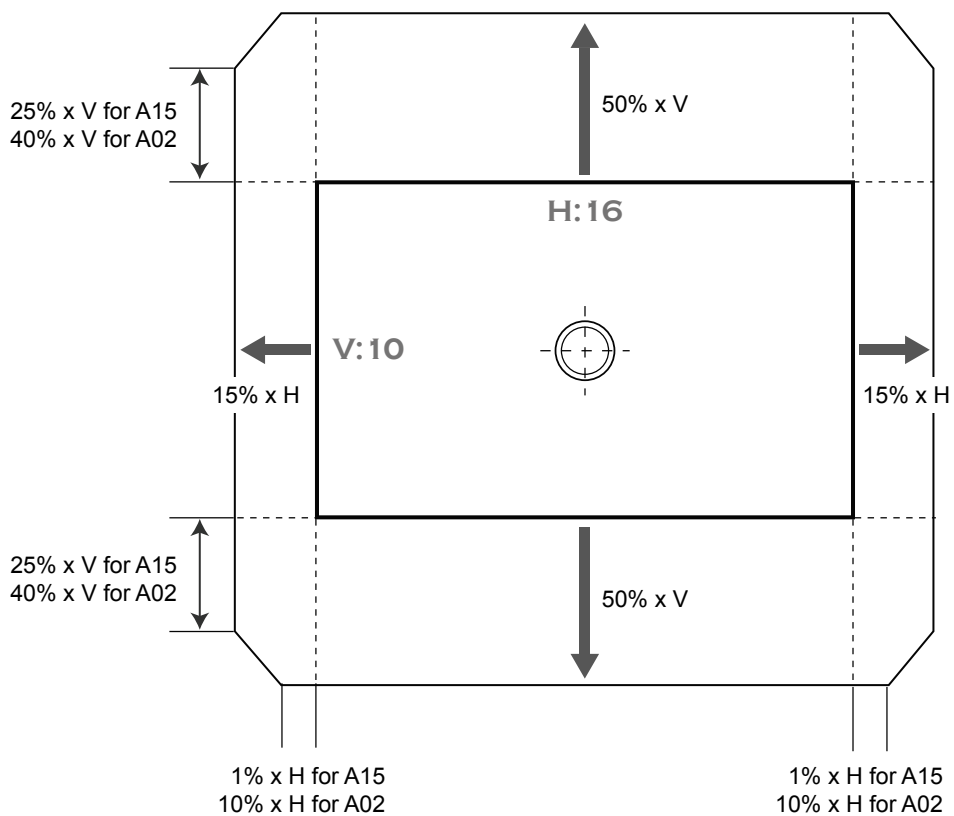 50% x V
25% x V for A15
40% x V for A02
H:16
V:10
15% x H
15% x H
25% x V for A15
40% x V for A02
50% x V
1% x H for A15
10% x H for A02
1% x H for A15
10% x H for A02